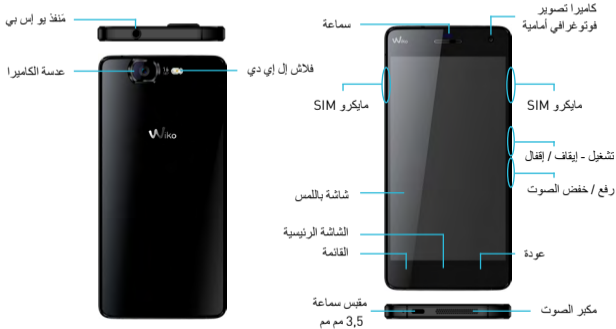 منفذ يو إس بي
عدسة الكاميرا
فلاش إل إي دي
Wiko
كاميرا تصوير
فوتوغرافي أمامية
سماعة
Wiko
مايكرو SIM
مايكرو SIM
تشغيل - إيقاف / إقفال
رفع / خفض الصوت
شاشة باللمس
الشاشة الرئيسية
القائمة
عودة
مقبس سماعة
3,5 مم مم
مكبر الصوت